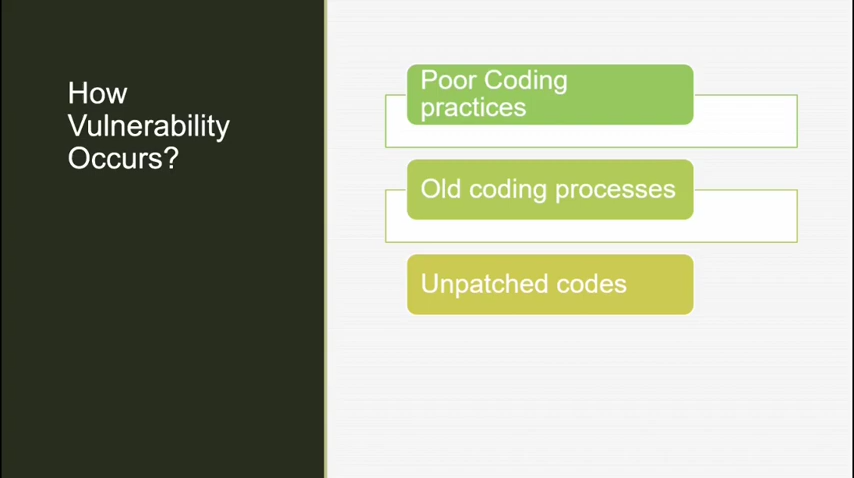 How
Vulnerability
Occurs?
Poor Coding
practices
Old coding processes
Unpatched codes